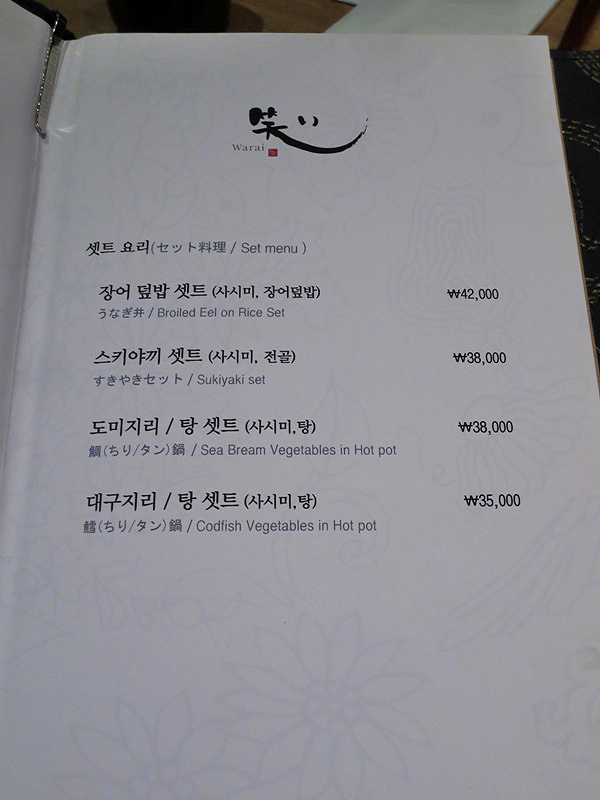 笑い
Warai
셋트 요리(セット料理 / Set menu )
장어 덮밥 셋트 (사시미, 장어덮밥) ₩42,000
うなぎ丼 / Broiled Eel on Rice Set
스키야끼 셋트 (사시미, 전골) ₩38,000
すきやきセット / Sukiyaki set
도미지리 / 탕 셋트 (사시미,탕) ₩38,000
鯛(ちり/タン)鍋 / Sea Bream Vegetables in Hot pot
대구지리 / 탕 셋트 (사시미,탕) ₩35,000
鱈(ちり/タン)鍋 / Codfish Vegetables in Hot pot